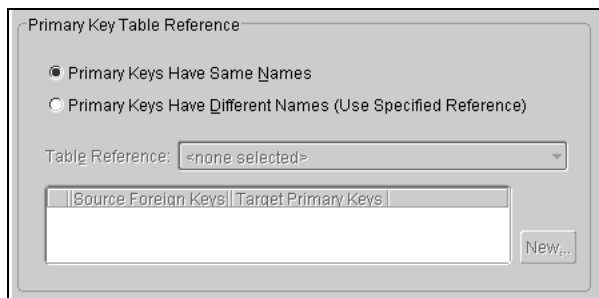 Primary Key Table Reference
Primary Keys Have Same Names
Primary Keys Have Different Names (Use Specified Reference)
Table Reference: <none selected>
Source Foreign Keys Target Primary Keys
New...